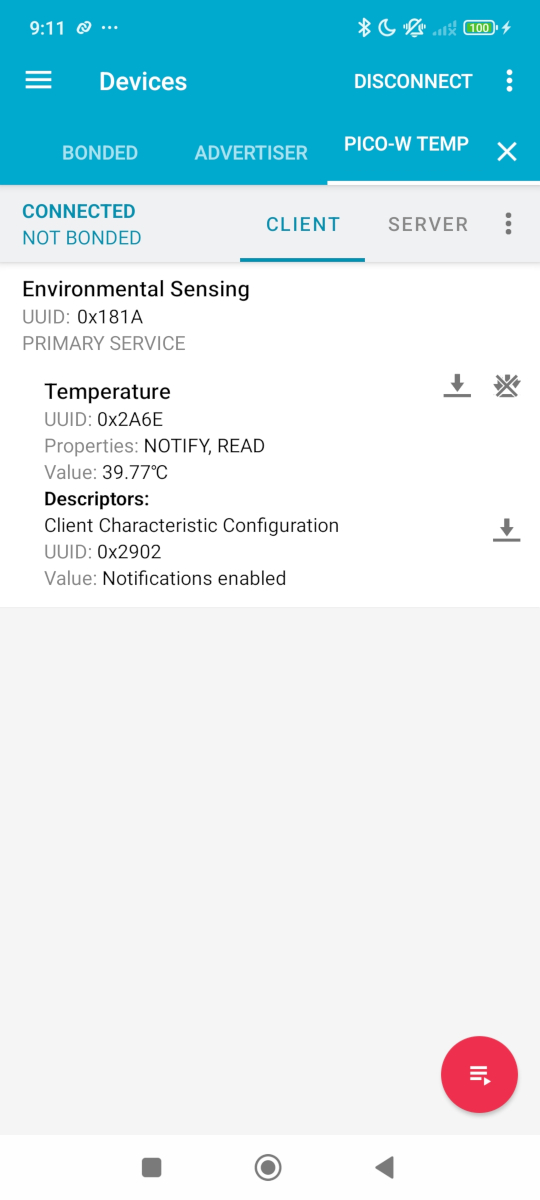 9:11
100
Devices
DISCONNECT
BONDED
ADVERTISER
PICO-W TEMP
CONNECTED
NOT BONDED
CLIENT
SERVER
Environmental Sensing
UUID: 0x181A
PRIMARY SERVICE
Temperature
UUID: 0x2A6E
Properties: NOTIFY, READ
Value: 39.77°C
Descriptors:
Client Characteristic Configuration
UUID: 0x2902
Value: Notifications enabled